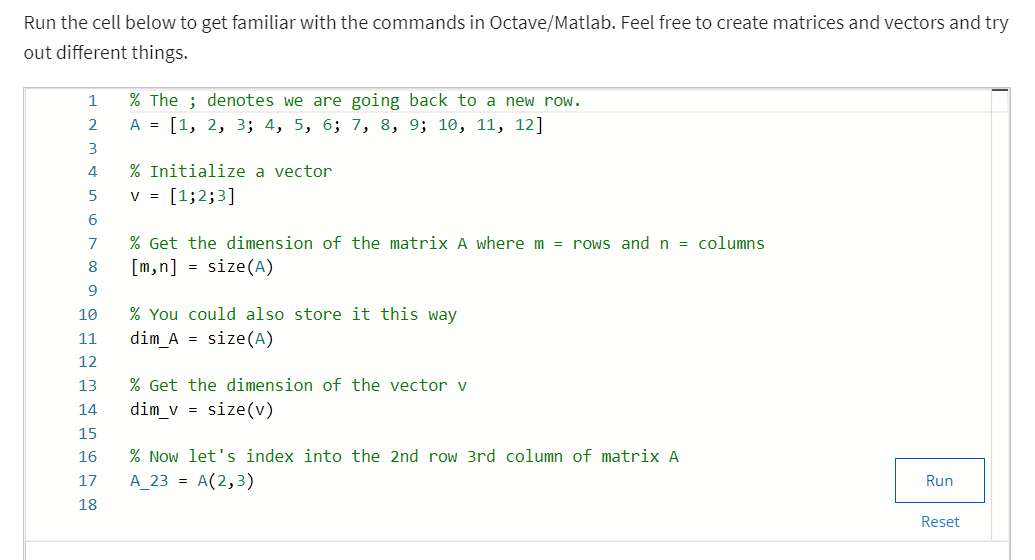 Run the cell below to get familiar with the commands in Octave/Matlab. Feel free to create matrices and vectors and try
out different things.
1 % The ; denotes we are going back to a new row.
2 A = [1, 2, 3; 4, 5, 6; 7, 8, 9; 10, 11, 12]
3
4 % Initialize a vector
5 v = [1;2;3]
6
7 % Get the dimension of the matrix A where m = rows and n = columns
8 [m,n] = size(A)
9
10 % You could also store it this way
11 dim_A = size(A)
12
13 % Get the dimension of the vector v
14 dim_v = size(v)
15
16 % Now let's index into the 2nd row 3rd column of matrix A
17 A_23 = A(2,3)
18
Run
Reset